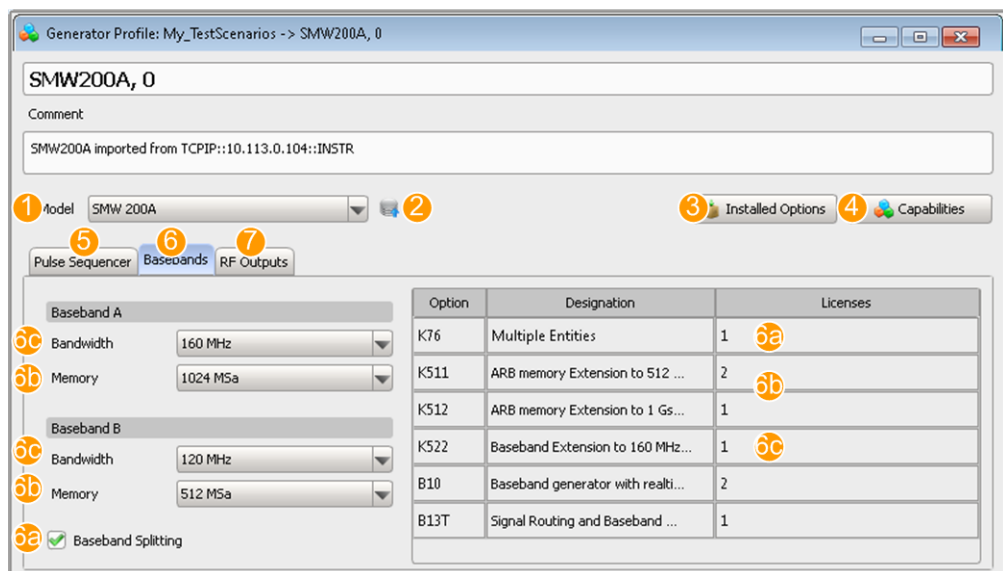 Generator Profile: My_TestScenarios -> SMW200A, 0
SMW200A, 0
Comment
SMW200A imported from TCPIP::10.113.0.104::INSTR
1 Model SMW 200A 2 3 Installed Options 4 Capabilities
5 6 7
Pulse Sequencer Basebands RF Outputs
Baseband A
6c Bandwidth 160 MHz
6b Memory 1024 MSa
Baseband B
6c Bandwidth 120 MHz
6b Memory 512 MSa
6a Baseband Splitting
Option Designation Licenses
K76 Multiple Entities 1 6a
K511 ARB memory Extension to 512 ... 2
6b
K512 ARB memory Extension to 1 Gs... 1
K522 Baseband Extension to 160 MHz... 1 6c
B10 Baseband generator with realti... 2
B13T Signal Routing and Baseband ... 1